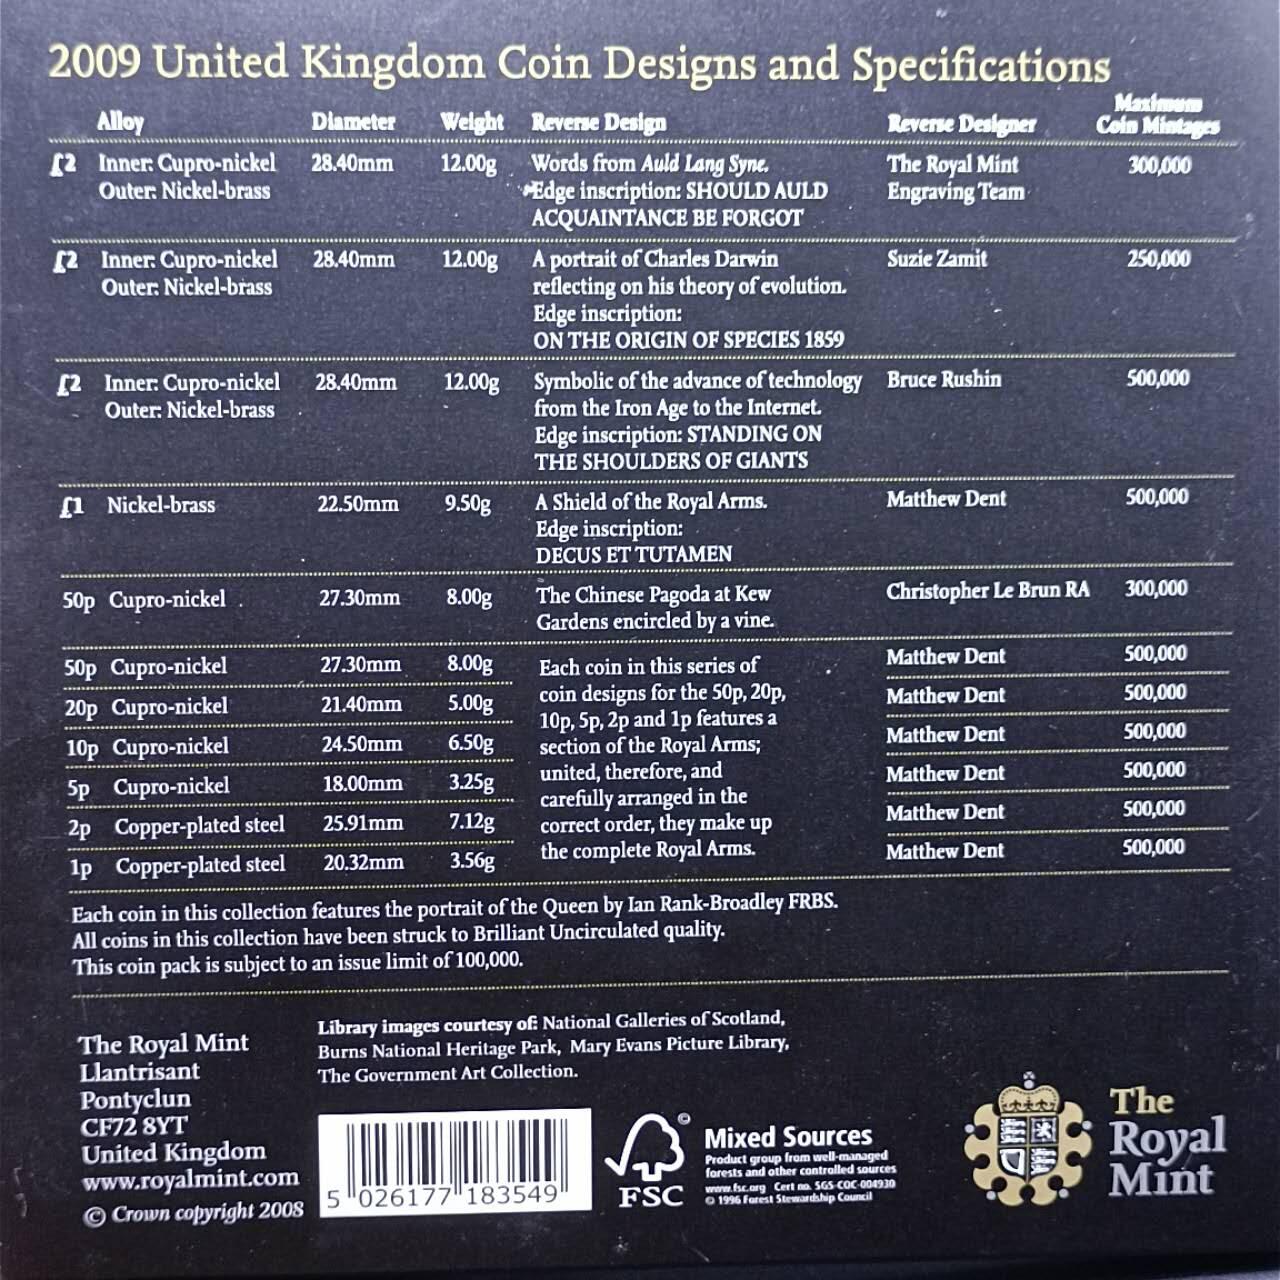 2009 United Kingdom Coin Designs and Specifications
Alloy Diameter Weight Reverse Design Reverse Designer Maximum Coin Mintages
£2 Inner: Cupro-nickel 28.40mm 12.00g Words from Auld Lang Syne. The Royal Mint 300,000
Outer: Nickel-brass Edge inscription: SHOULD AULD Engraving Team
ACQUAINTANCE BE FORGOT
£2 Inner: Cupro-nickel 28.40mm 12.00g A portrait of Charles Darwin Suzie Zamit 250,000
Outer: Nickel-brass reflecting on his theory of evolution.
Edge inscription:
ON THE ORIGIN OF SPECIES 1859
£2 Inner: Cupro-nickel 28.40mm 12.00g Symbolic of the advance of technology Bruce Rushin 500,000
Outer: Nickel-brass from the Iron Age to the Internet.
Edge inscription: STANDING ON
THE SHOULDERS OF GIANTS
£1 Nickel-brass 22.50mm 9.50g A Shield of the Royal Arms. Matthew Dent 500,000
Edge inscription:
DECUS ET TUTAMEN
50p Cupro-nickel 27.30mm 8.00g The Chinese Pagoda at Kew Christopher Le Brun RA 300,000
Gardens encircled by a vine.
50p Cupro-nickel 27.30mm 8.00g Each coin in this series of Matthew Dent 500,000
20p Cupro-nickel 21.40mm 5.00g coin designs for the 50p, 20p, Matthew Dent 500,000
10p, 5p, 2p and 1p features a
10p Cupro-nickel 24.50mm 6.50g section of the Royal Arms; Matthew Dent 500,000
5p Cupro-nickel 18.00mm 3.25g united, therefore, and Matthew Dent 500,000
carefully arranged in the
2p Copper-plated steel 25.91mm 7.12g correct order, they make up Matthew Dent 500,000
1p Copper-plated steel 20.32mm 3.56g the complete Royal Arms. Matthew Dent 500,000
Each coin in this collection features the portrait of the Queen by Ian Rank-Broadley FRBS.
All coins in this collection have been struck to Brilliant Uncirculated quality.
This coin pack is subject to an issue limit of 100,000.
The Royal Mint
Llantrisant
Pontyclun
CF72 8YT
United Kingdom
www.royalmint.com
© Crown copyright 2008
Library images courtesy of: National Galleries of Scotland,
Burns National Heritage Park, Mary Evans Picture Library,
The Government Art Collection.
5 026177 183549
©
FSC
Mixed Sources
Product group from well-managed
forests and other controlled sources
www.fsc.org Cert no. SGS-COC-004930
© 1996 Forest Stewardship Council
The
Royal
Mint